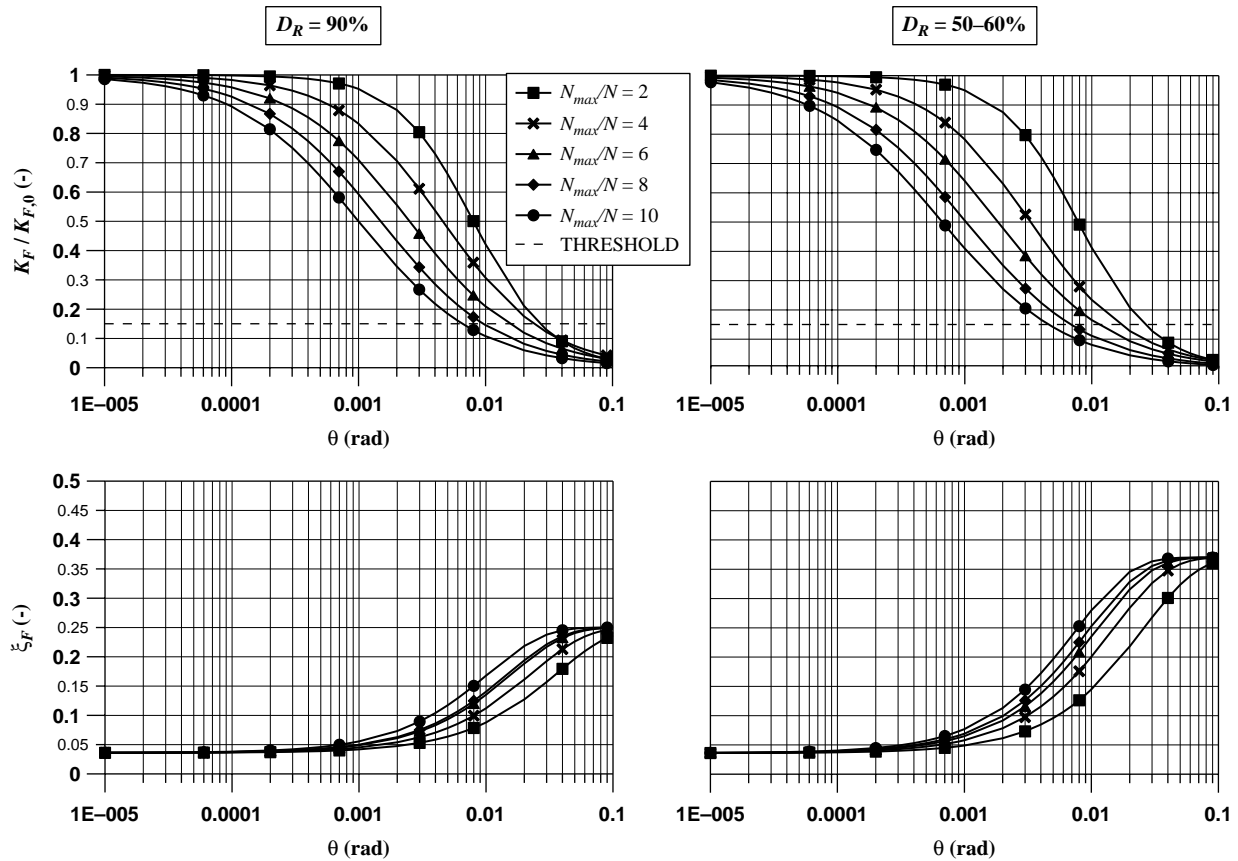 D_R = 90%
D_R = 50–60%
K_F / K_F,0 (-)
1
0.9
0.8
0.7
0.6
0.5
0.4
0.3
0.2
0.1
0
N_max/N = 2
N_max/N = 4
N_max/N = 6
N_max/N = 8
N_max/N = 10
THRESHOLD
1E–005 0.0001 0.001 0.01 0.1
θ (rad)
1E–005 0.0001 0.001 0.01 0.1
θ (rad)
ξ_F (-)
0.5
0.45
0.4
0.35
0.3
0.25
0.2
0.15
0.1
0.05
0
1E–005 0.0001 0.001 0.01 0.1
θ (rad)
1E–005 0.0001 0.001 0.01 0.1
θ (rad)